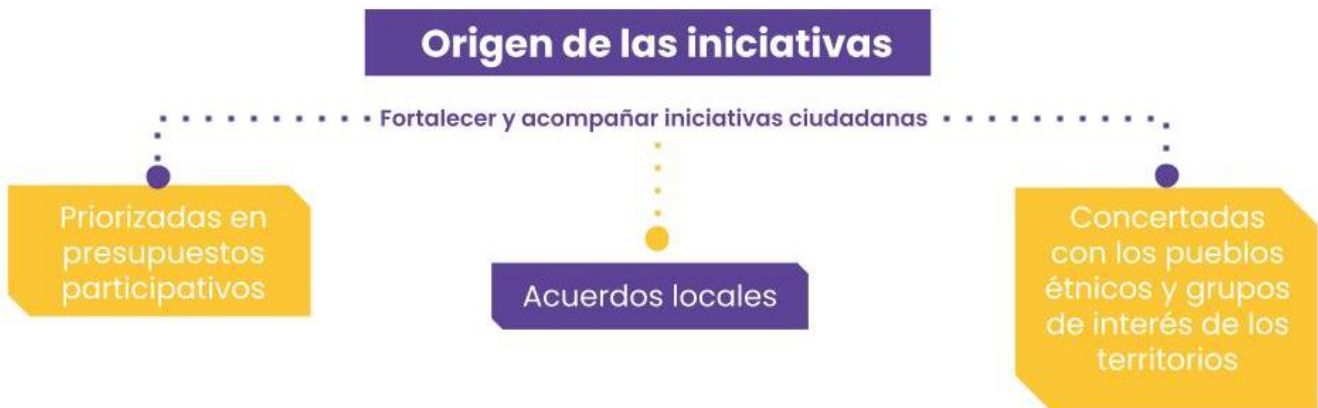 Origen de las iniciativas
Fortalecer y acompañar iniciativas ciudadanas
Priorizadas en
presupuestos
participativos
Acuerdos locales
Concertadas
con los pueblos
étnicos y grupos
de interés de los
territorios